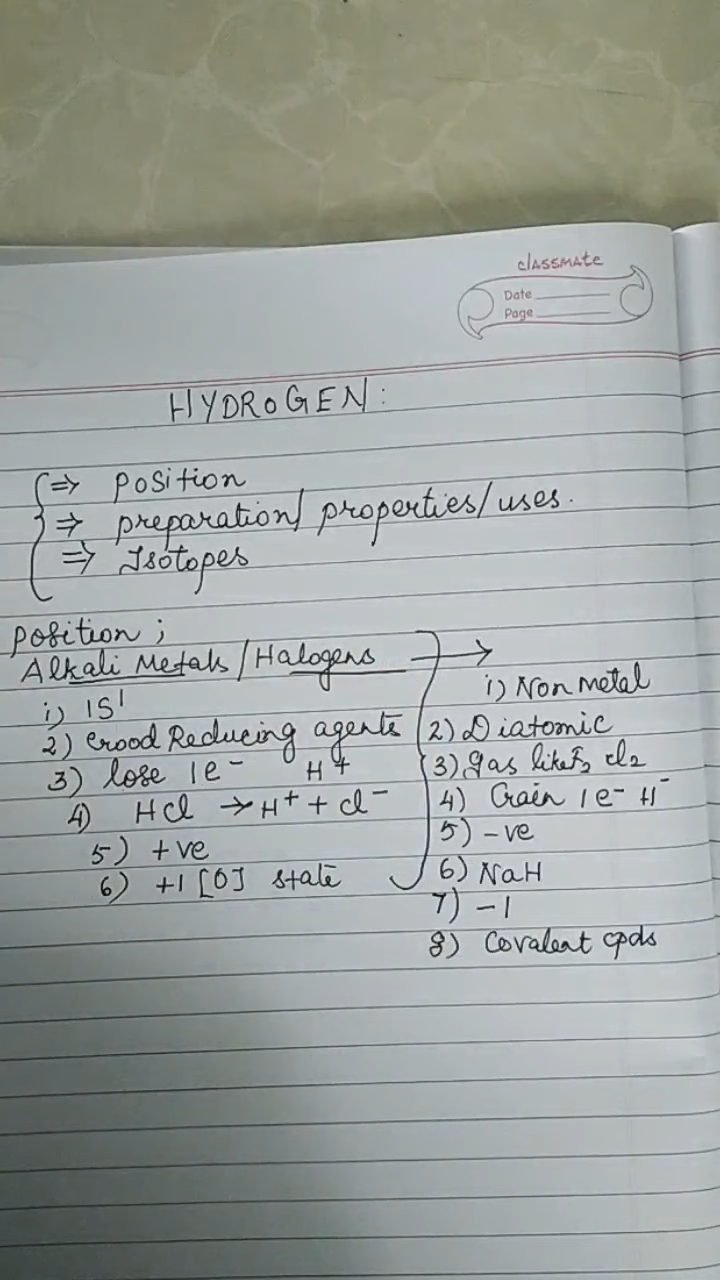 classmate
Date
Page
HYDROGEN:
⇒ Position
⇒ preparation/ properties/uses.
⇒ Isotopes
position ;
Alkali Metals/Halogens →
i) 1S¹
2) Good Reducing agents
3) lose 1e⁻ H⁺
4) HCl → H⁺ + Cl⁻
5) +ve
6) +1 [O] state
i) Non metal
2) Diatomic
3) gas like F₂ Cl₂
4) Gain 1e⁻ H⁻
5) -ve
6) NaH
7) -1
8) Covalent cpds